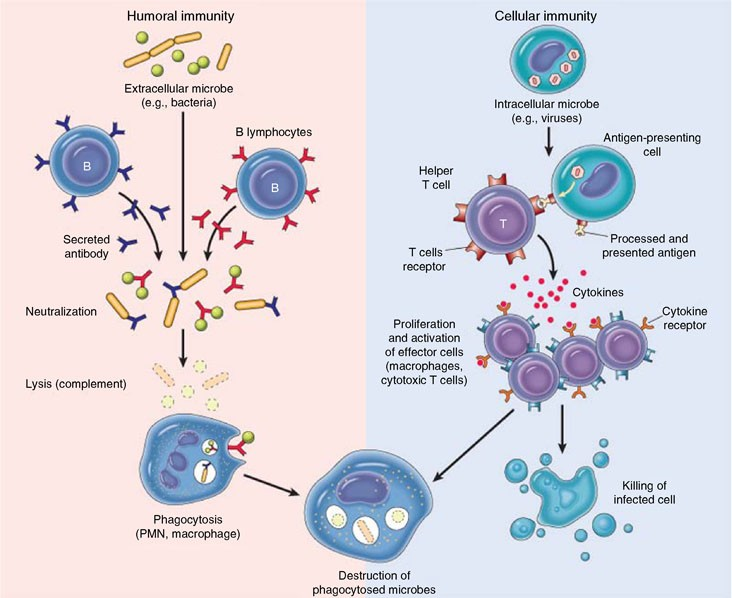 Humoral immunity
Extracellular microbe
(e.g., bacteria)
B lymphocytes
B
B
Secreted
antibody
Neutralization
Lysis (complement)
Phagocytosis
(PMN, macrophage)
Cellular immunity
Intracellular microbe
(e.g., viruses)
Antigen-presenting
cell
Helper
T cell
T
T cells
receptor
Processed and
presented antigen
Cytokines
Cytokine
receptor
Proliferation
and activation
of effector cells
(macrophages,
cytotoxic T cells)
Killing of
infected cell
Destruction of
phagocytosed microbes